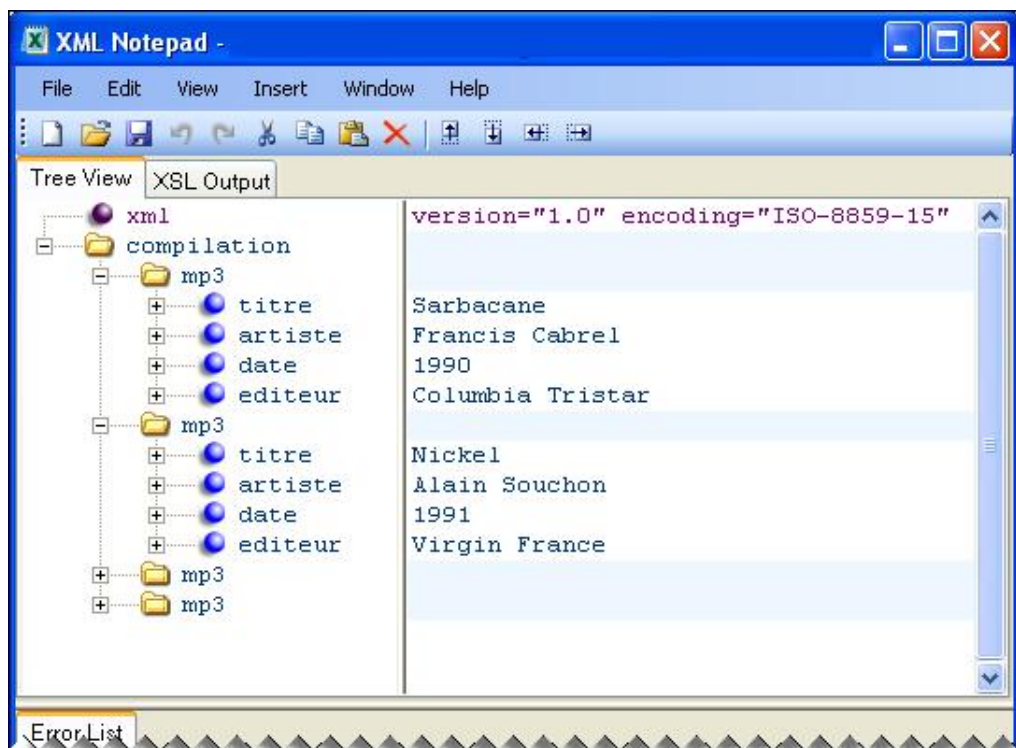 XML Notepad -
File Edit View Insert Window Help
Tree View XSL Output
xml version="1.0" encoding="ISO-8859-15"
compilation
mp3
titre Sarbacane
artiste Francis Cabrel
date 1990
editeur Columbia Tristar
mp3
titre Nickel
artiste Alain Souchon
date 1991
editeur Virgin France
mp3
mp3
Error List